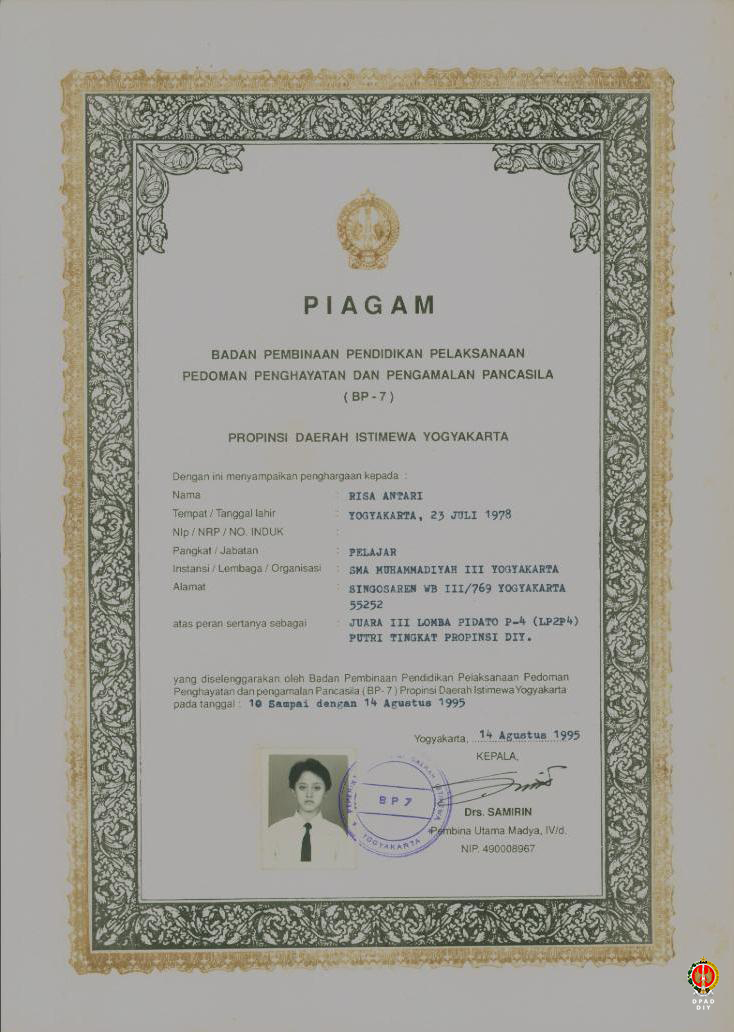 PIAGAM
BADAN PEMBINAAN PENDIDIKAN PELAKSANAAN
PEDOMAN PENGHAYATAN DAN PENGAMALAN PANCASILA
( BP - 7 )
PROPINSI DAERAH ISTIMEWA YOGYAKARTA
Dengan ini menyampaikan penghargaan kepada :
Nama : RISA ANTARI
Tempat / Tanggal lahir : YOGYAKARTA, 23 JULI 1978
NIp / NRP / NO. INDUK :
Pangkat / Jabatan : PELAJAR
Instansi / Lembaga / Organisasi : SMA MUHAMMADIYAH III YOGYAKARTA
Alamat : SINGOSAREN WB III/769 YOGYAKARTA
55252
atas peran sertanya sebagai : JUARA III LOMBA PIDATO P-4 (LP2P4)
PUTRI TINGKAT PROPINSI DIY.
yang diselenggarakan oleh Badan Pembinaan Pendidikan Pelaksanaan Pedoman
Penghayatan dan pengamalan Pancasila ( BP- 7 ) Propinsi Daerah Istimewa Yogyakarta
pada tanggal : 10 Sampai dengan 14 Agustus 1995
Yogyakarta, 14 Agustus 1995
KEPALA,
BP 7
DAERAH ISTIMEWA
YOGYAKARTA
Drs. SAMIRIN
Pembina Utama Madya, IV/d.
NIP. 490008967
DPAD
DIY